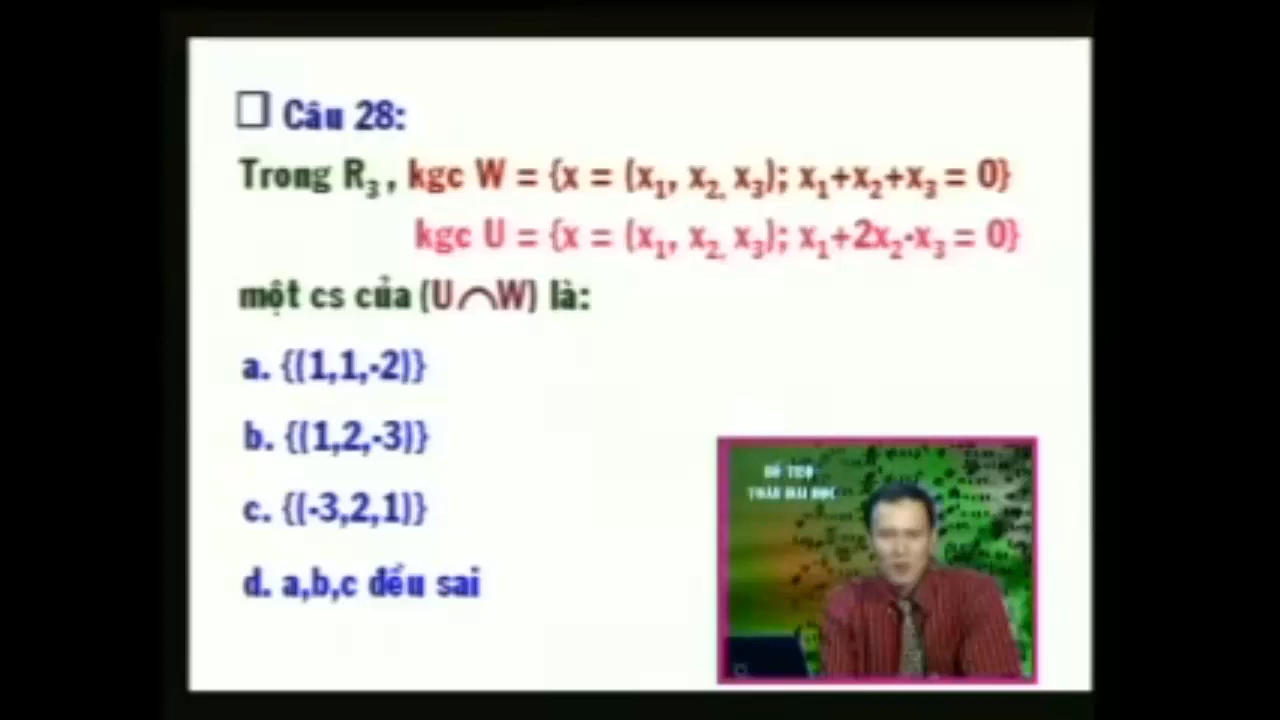 Câu 28:
Trong R₃, kgc W = {x = (x₁, x₂, x₃); x₁+x₂+x₃ = 0}
kgc U = {x = (x₁, x₂, x₃); x₁+2x₂-x₃ = 0}
một cs của (U∩W) là:
a. {(1,1,-2)}
b. {(1,2,-3)}
c. {(-3,2,1)}
d. a,b,c đều sai